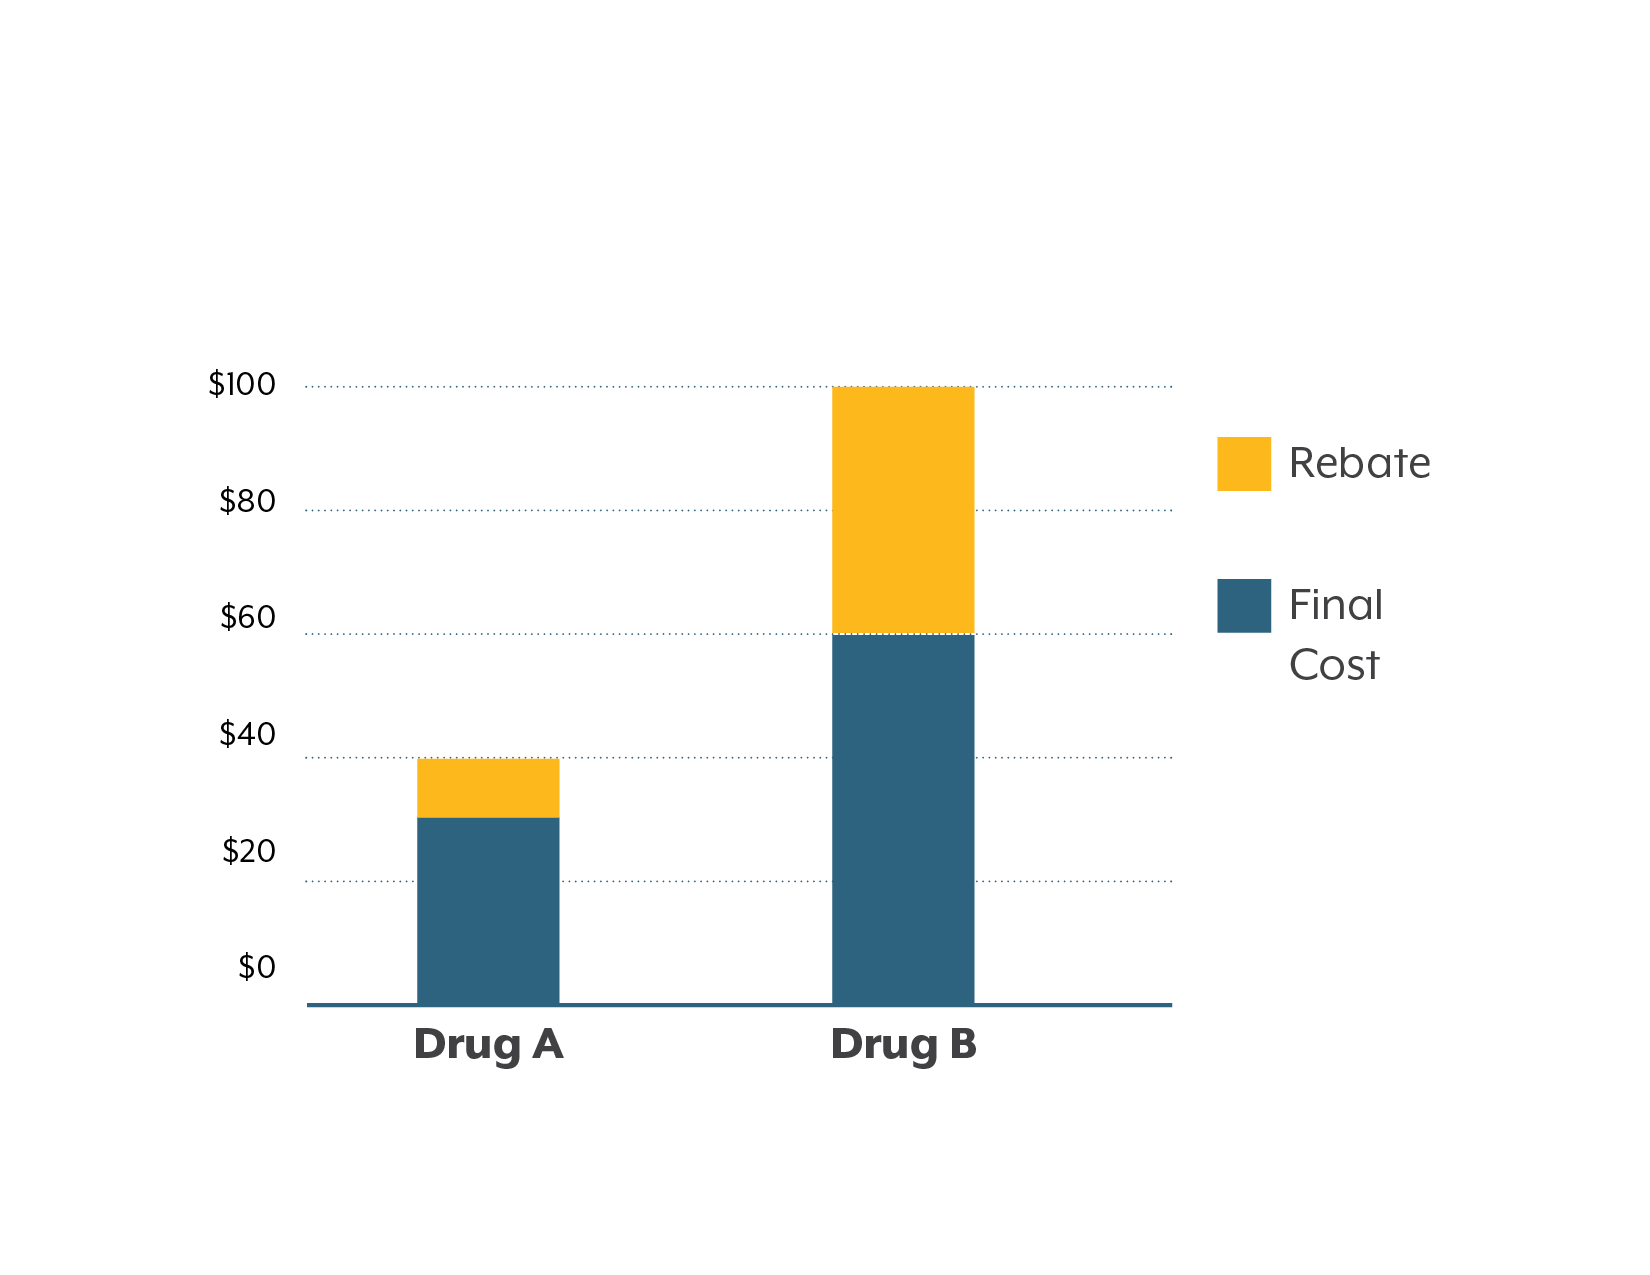 $100
$80
$60
$40
$20
$0
Rebate
Final
Cost
Drug A
Drug B